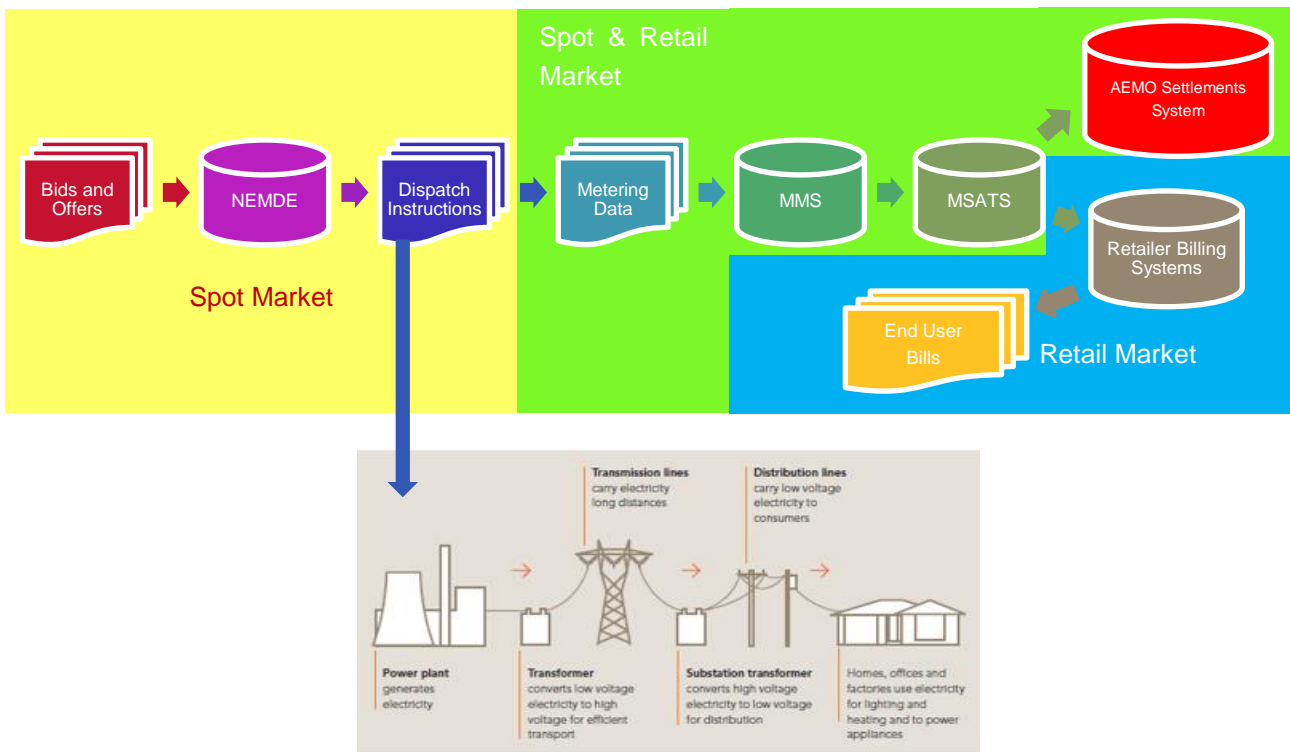 Spot & Retail
Market
AEMO Settlements
System
Bids and
Offers
NEMDE
Dispatch
Instructions
Metering
Data
MMS
MSATS
Retailer Billing
Systems
Spot Market
End User
Bills
Retail Market
Transmission lines
carry electricity
long distances
Distribution lines
carry low voltage
electricity to
consumers
Power plant
generates
electricity
Transformer
converts low voltage
electricity to high
voltage for efficient
transport
Substation transformer
converts high voltage
electricity to low voltage
for distribution
Homes, offices and
factories use electricity
for lighting and
heating and to power
appliances